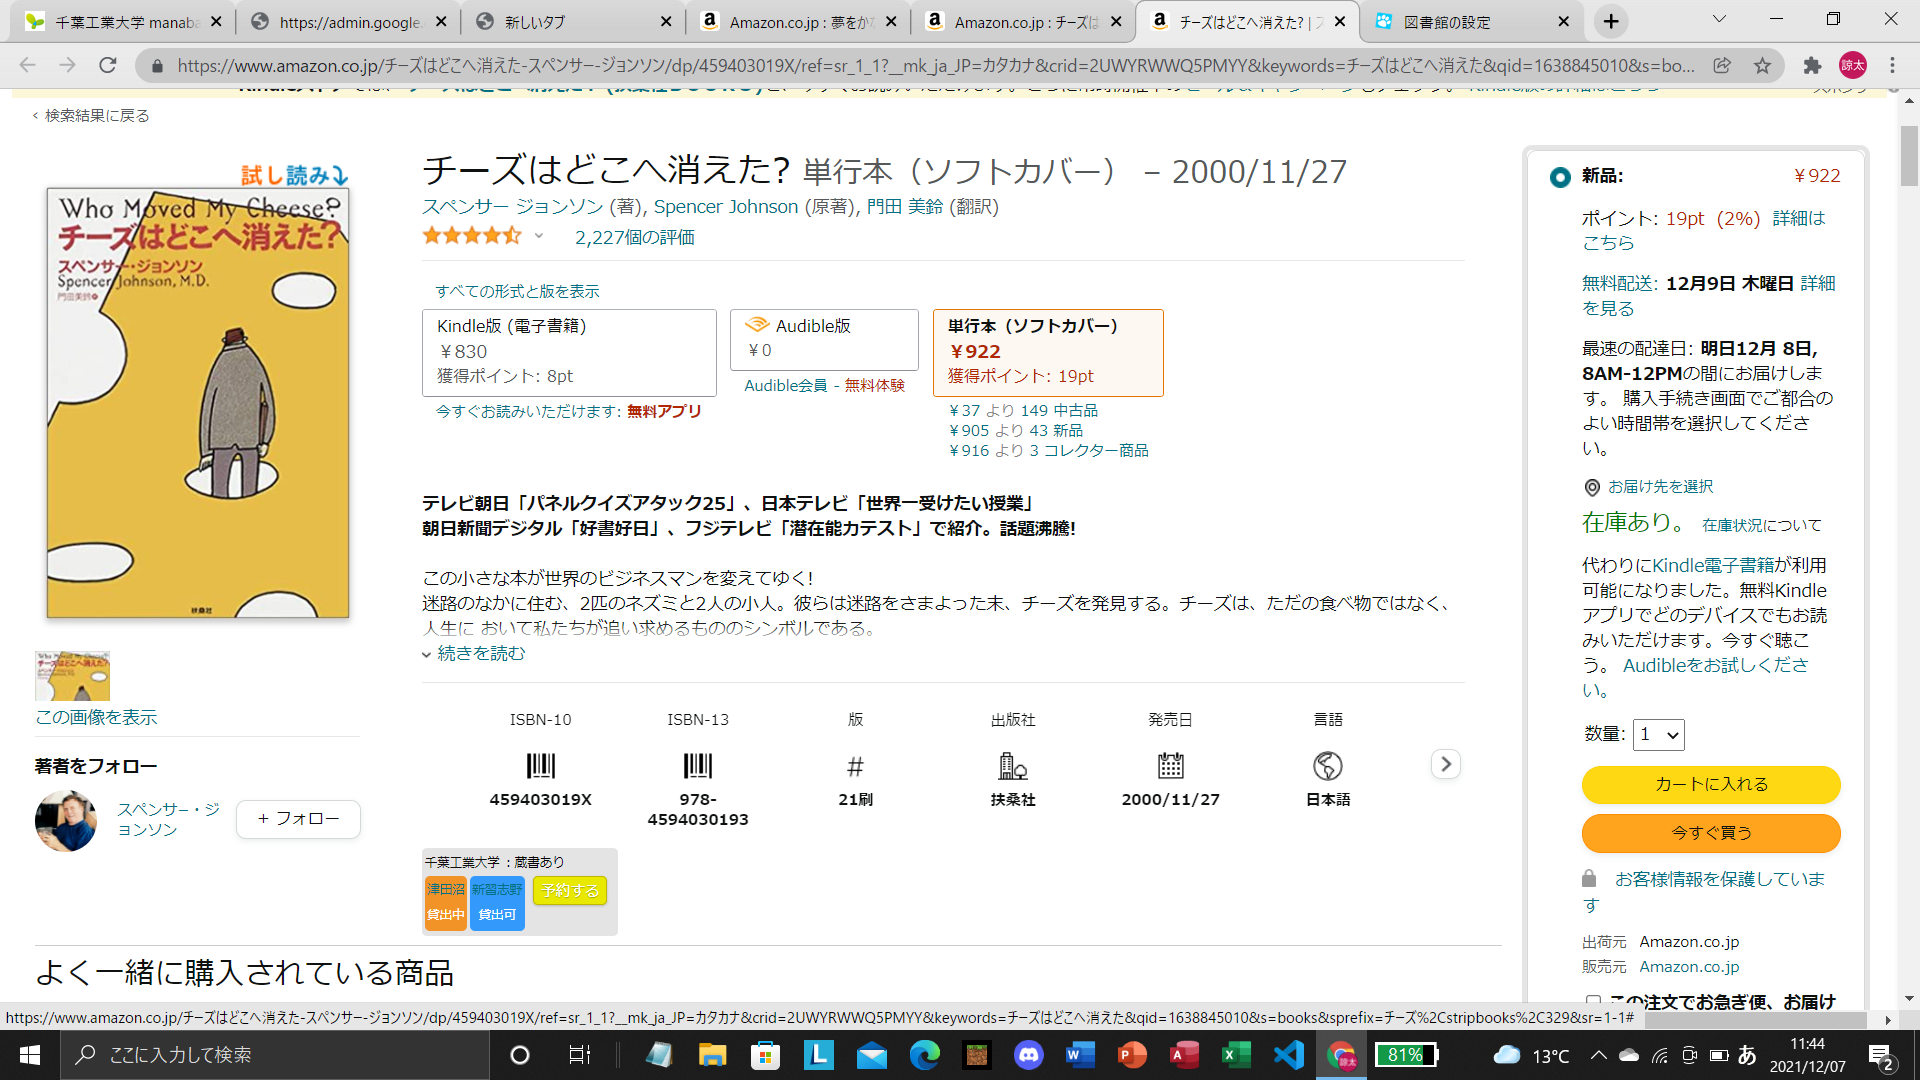 千葉工業大学 manaba
https://admin.google.
新しいタブ
Amazon.co.jp : 夢をかな
Amazon.co.jp : チーズは
チーズはどこへ消えた? | ス
図書館の設定
https://www.amazon.co.jp/チーズはどこへ消えた-スペンサー-ジョンソン/dp/459403019X/ref=sr_1_1?__mk_ja_JP=カタカナ&crid=2UWYRWWQ5PMYY&keywords=チーズはどこへ消えた&qid=1638845010&s=bo...
諒太
‹ 検索結果に戻る
試し読み
Who Moved My Cheese?
チーズはどこへ消えた?
スペンサー・ジョンソン
Spencer Johnson, M.D.
門田美鈴
扶桑社
この画像を表示
著者をフォロー
スペンサー・ジ
ョンソン
+ フォロー
チーズはどこへ消えた? 単行本（ソフトカバー） – 2000/11/27
スペンサー ジョンソン (著), Spencer Johnson (原著), 門田 美鈴 (翻訳)
2,227個の評価
すべての形式と版を表示
Kindle版 (電子書籍)
￥830
獲得ポイント: 8pt
今すぐお読みいただけます: 無料アプリ
Audible版
￥0
Audible会員 - 無料体験
単行本（ソフトカバー）
￥922
獲得ポイント: 19pt
￥37 より 149 中古品
￥905 より 43 新品
￥916 より 3 コレクター商品
テレビ朝日「パネルクイズアタック25」、日本テレビ「世界一受けたい授業」
朝日新聞デジタル「好書好日」、フジテレビ「潜在能力テスト」で紹介。話題沸騰!
この小さな本が世界のビジネスマンを変えてゆく!
迷路のなかに住む、2匹のネズミと2人の小人。彼らは迷路をさまよった末、チーズを発見する。チーズは、ただの食べ物ではなく、
人生に おいて私たちが追い求めるもののシンボルである。
続きを読む
ISBN-10
459403019X
ISBN-13
978-
4594030193
版
#
21刷
出版社
扶桑社
発売日
2000/11/27
言語
日本語
千葉工業大学 : 蔵書あり
津田沼
貸出中
新習志野
貸出可
予約する
よく一緒に購入されている商品
新品:
￥922
ポイント: 19pt (2%) 詳細は
こちら
無料配送: 12月9日 木曜日 詳細
を見る
最速の配達日: 明日12月 8日,
8AM-12PMの間にお届けしま
す。 購入手続き画面でご都合の
よい時間帯を選択してくださ
い。
お届け先を選択
在庫あり。 在庫状況について
代わりにKindle電子書籍が利用
可能になりました。無料Kindle
アプリでどのデバイスでもお読
みいただけます。今すぐ聴こ
う。 Audibleをお試しくださ
い。
数量: 1
カートに入れる
今すぐ買う
お客様情報を保護していま
す
出荷元 Amazon.co.jp
販売元 Amazon.co.jp
この注文でお急ぎ便、お届け
https://www.amazon.co.jp/チーズはどこへ消えた-スペンサー-ジョンソン/dp/459403019X/ref=sr_1_1?__mk_ja_JP=カタカナ&crid=2UWYRWWQ5PMYY&keywords=チーズはどこへ消えた&qid=1638845010&s=books&sprefix=チーズ%2Cstripbooks%2C329&sr=1-1#
ここに入力して検索
81%
13°C
あ
11:44
2021/12/07
2